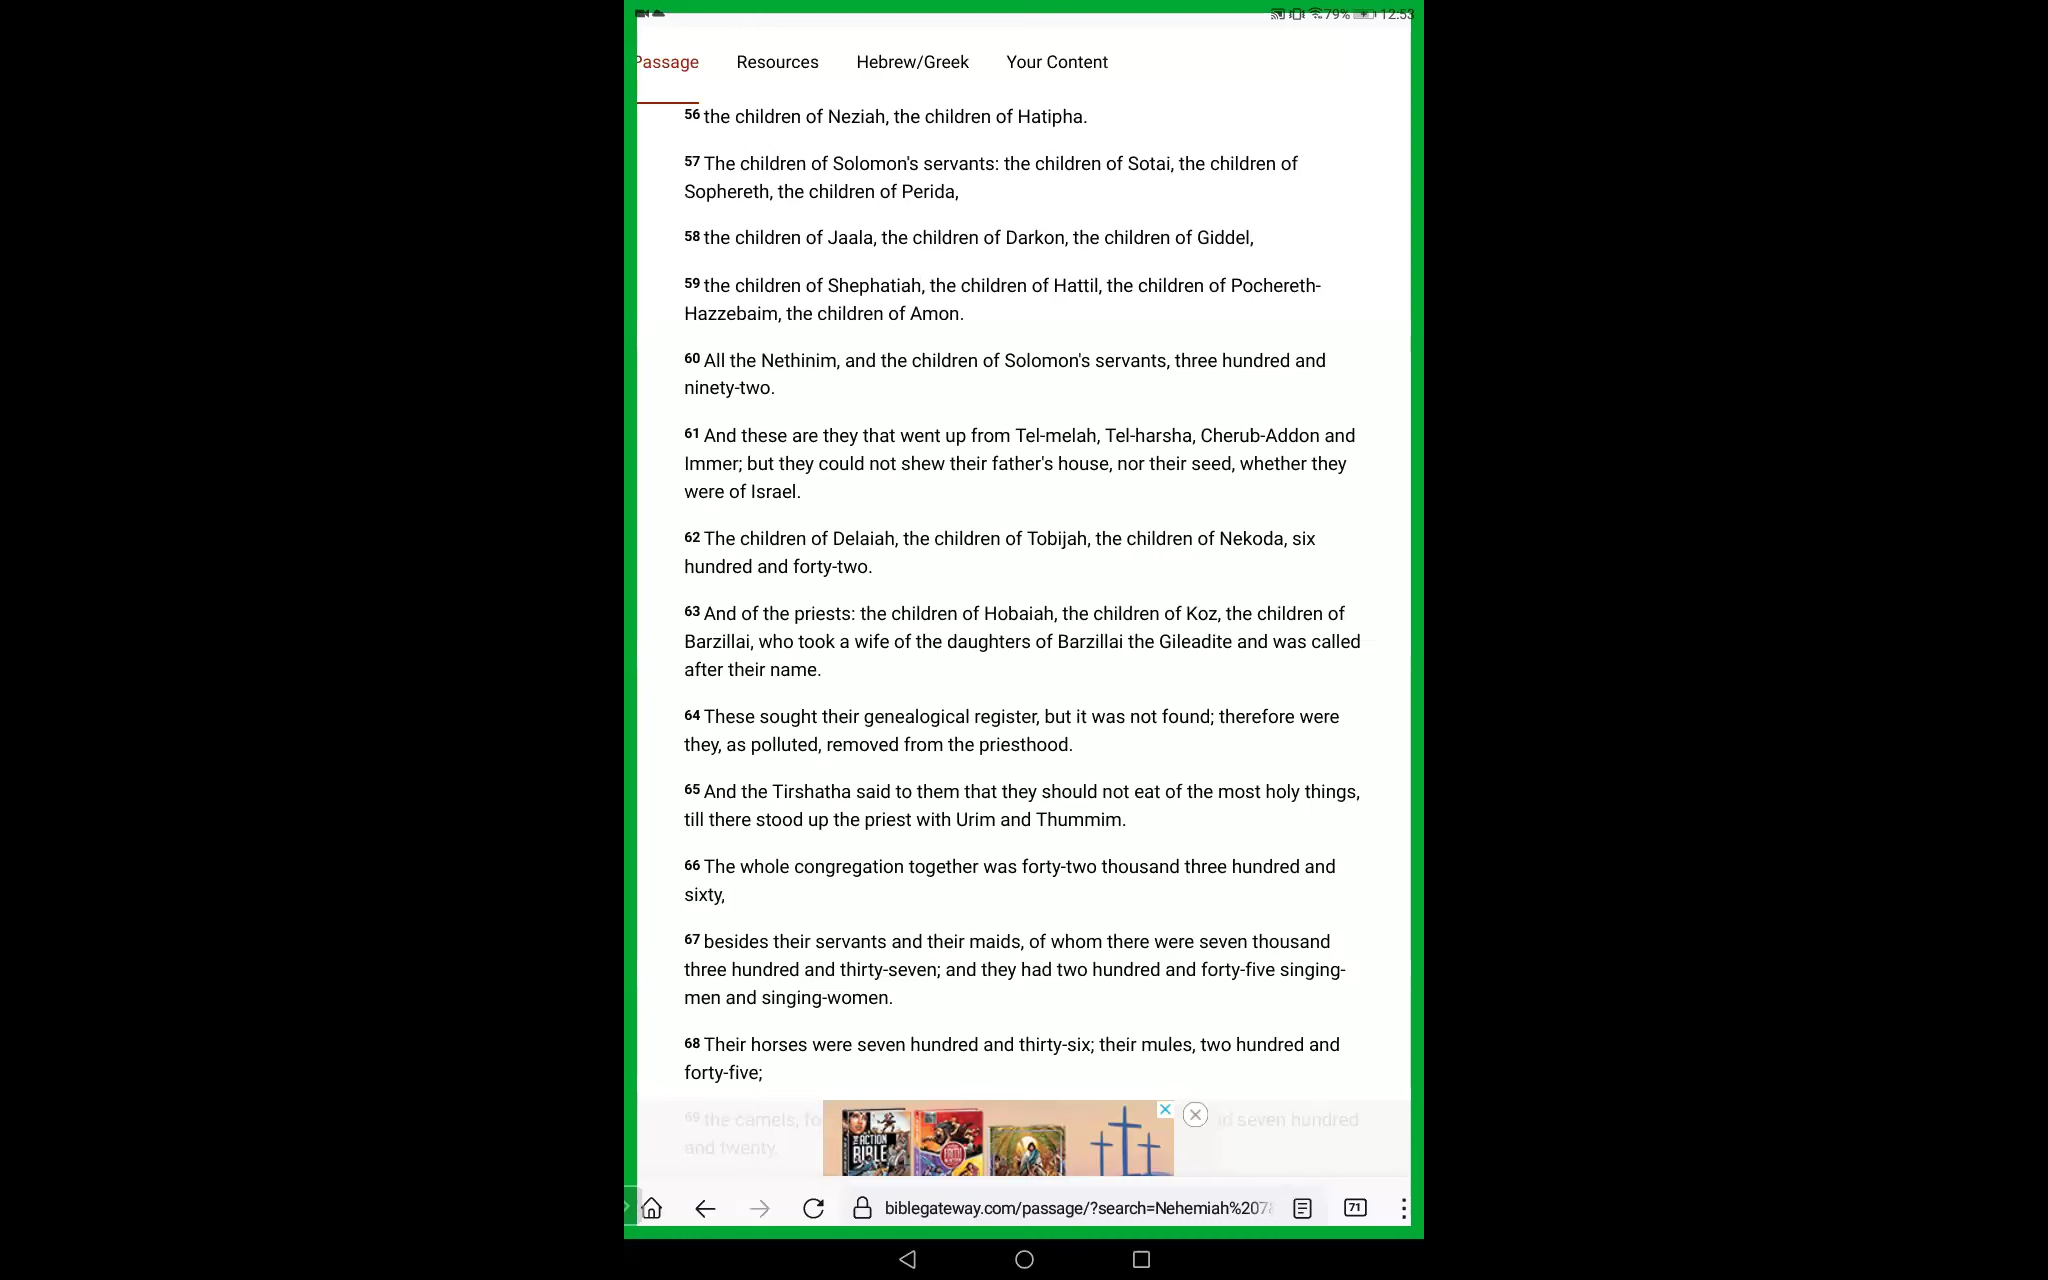 79% 12:53
Passage Resources Hebrew/Greek Your Content
56 the children of Neziah, the children of Hatipha.
57 The children of Solomon's servants: the children of Sotai, the children of
Sophereth, the children of Perida,
58 the children of Jaala, the children of Darkon, the children of Giddel,
59 the children of Shephatiah, the children of Hattil, the children of Pochereth-
Hazzebaim, the children of Amon.
60 All the Nethinim, and the children of Solomon's servants, three hundred and
ninety-two.
61 And these are they that went up from Tel-melah, Tel-harsha, Cherub-Addon and
Immer; but they could not shew their father's house, nor their seed, whether they
were of Israel.
62 The children of Delaiah, the children of Tobijah, the children of Nekoda, six
hundred and forty-two.
63 And of the priests: the children of Hobaiah, the children of Koz, the children of
Barzillai, who took a wife of the daughters of Barzillai the Gileadite and was called
after their name.
64 These sought their genealogical register, but it was not found; therefore were
they, as polluted, removed from the priesthood.
65 And the Tirshatha said to them that they should not eat of the most holy things,
till there stood up the priest with Urim and Thummim.
66 The whole congregation together was forty-two thousand three hundred and
sixty,
67 besides their servants and their maids, of whom there were seven thousand
three hundred and thirty-seven; and they had two hundred and forty-five singing-
men and singing-women.
68 Their horses were seven hundred and thirty-six; their mules, two hundred and
forty-five;
69 the camels, seven hundred
and twenty.
THE ACTION BIBLE
biblegateway.com/passage/?search=Nehemiah%207
71